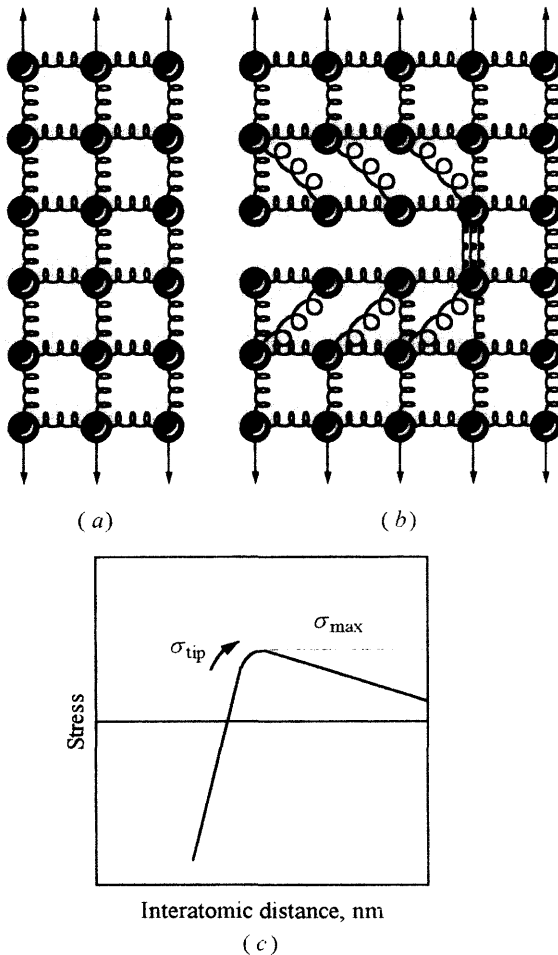 (a)
(b)
σtip
σmax
Stress
Interatomic distance, nm
(c)